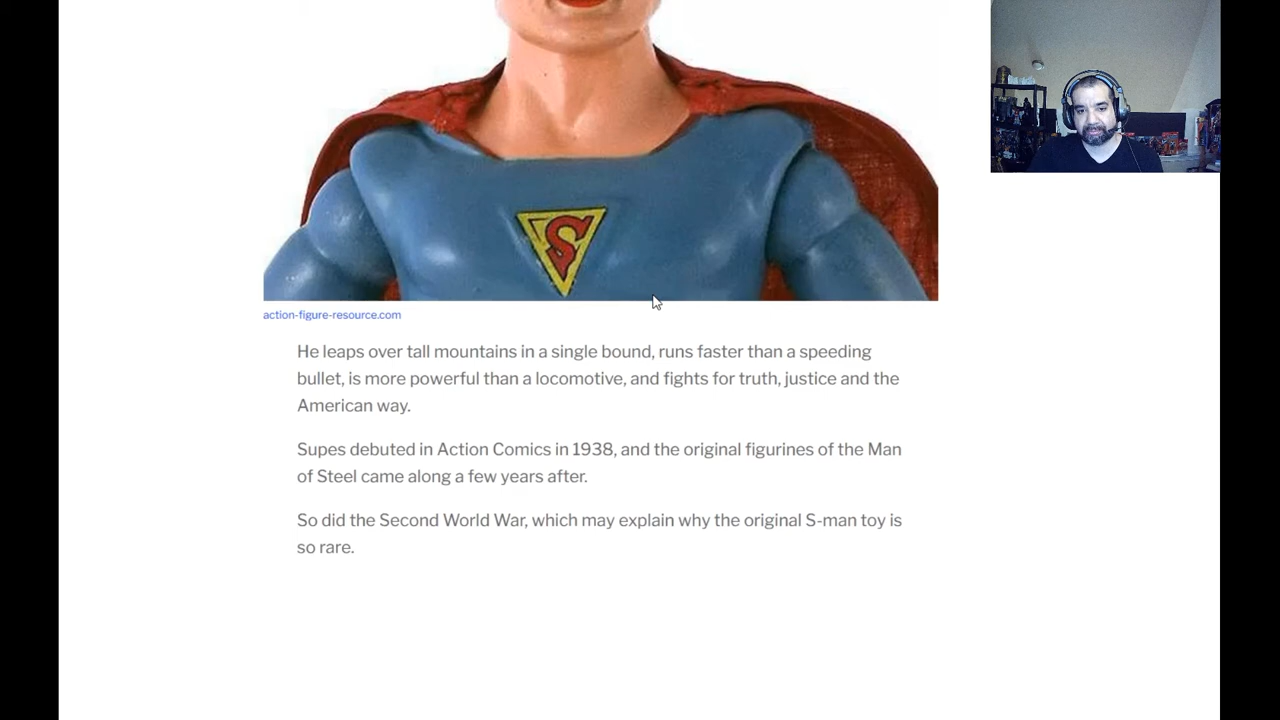 S
action-figure-resource.com
He leaps over tall mountains in a single bound, runs faster than a speeding
bullet, is more powerful than a locomotive, and fights for truth, justice and the
American way.
Supes debuted in Action Comics in 1938, and the original figurines of the Man
of Steel came along a few years after.
So did the Second World War, which may explain why the original S-man toy is
so rare.